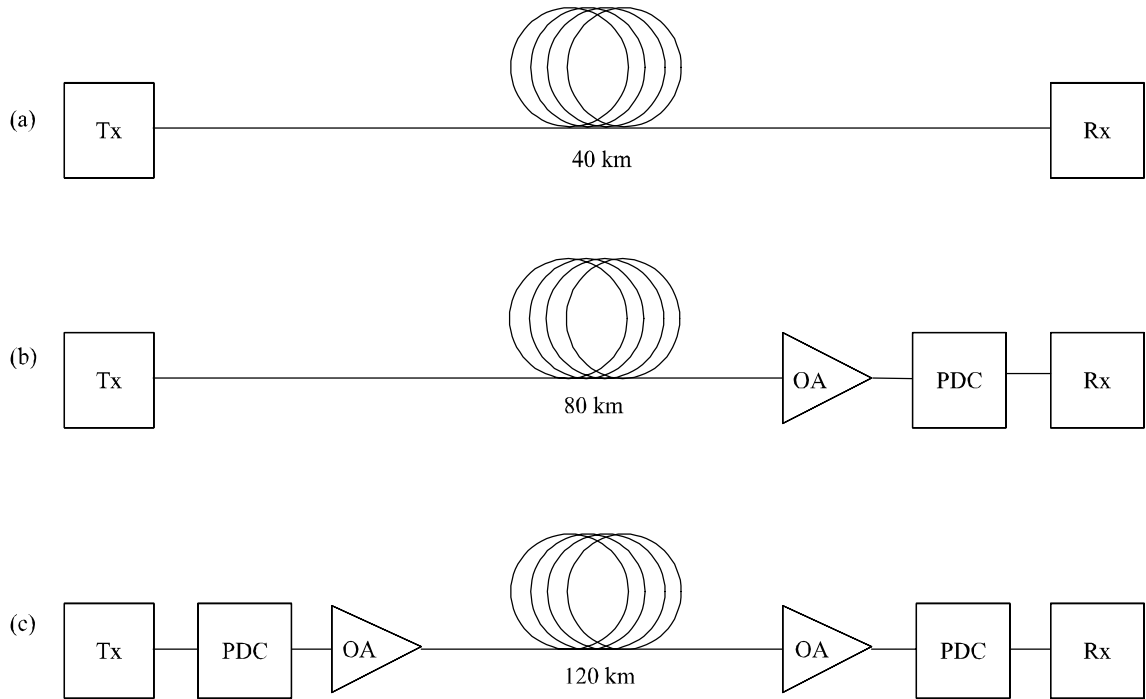 (a)
Tx
40 km
Rx
(b)
Tx
80 km
OA
PDC
Rx
(c)
Tx
PDC
OA
120 km
OA
PDC
Rx